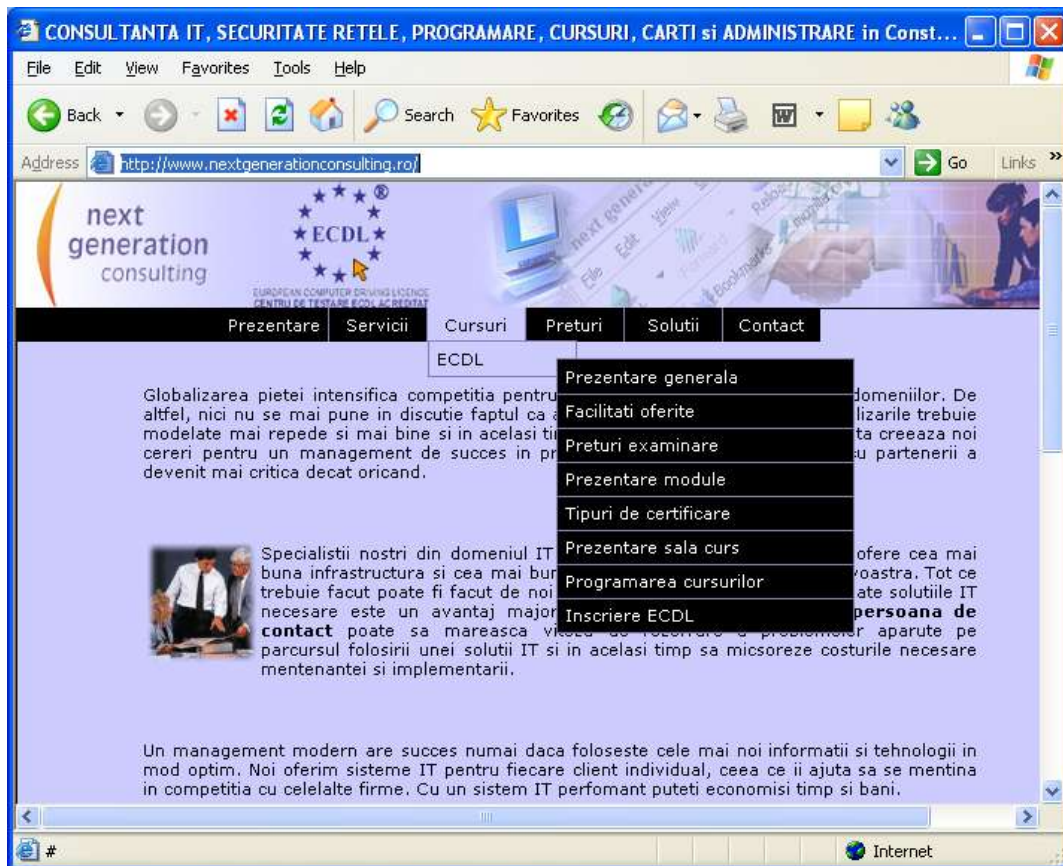 CONSULTANTA IT, SECURITATE RETELE, PROGRAMARE, CURSURI, CARTI si ADMINISTRARE in Const...
File Edit View Favorites Tools Help
Back Search Favorites
Address http://www.nextgenerationconsulting.ro/ Go Links »
next
generation
consulting
®
ECDL
EUROPEAN COMPUTER DRIVING LICENCE
CENTRU DE TESTARE ECDL ACREDITAT
next generation
File Edit View
Reload
Bookmarks
Prezentare Servicii Cursuri Preturi Solutii Contact
ECDL
Prezentare generala
Facilitati oferite
Preturi examinare
Prezentare module
Tipuri de certificare
Prezentare sala curs
Programarea cursurilor
Inscriere ECDL
Globalizarea pietei intensifica competitia pentru domeniilor. De
altfel, nici nu se mai pune in discutie faptul ca trebuie
modelate mai repede si mai bine si in acelasi creeaza noi
cereri pentru un management de succes in partenerii a
devenit mai critica decat oricand.
Specialistii nostri din domeniul IT ofere cea mai
buna infrastructura si cea mai voastra. Tot ce
trebuie facut poate fi facut de noi solutiile IT
necesare este un avantaj major persoana de
contact poate sa mareasca aparute pe
parcursul folosirii unei solutii IT si in acelasi timp sa micsoreze costurile necesare
mentenantei si implementarii.
Un management modern are succes numai daca foloseste cele mai noi informatii si tehnologii in
mod optim. Noi oferim sisteme IT pentru fiecare client individual, ceea ce ii ajuta sa se mentina
in competitia cu celelalte firme. Cu un sistem IT perfomant puteti economisi timp si bani.
# Internet